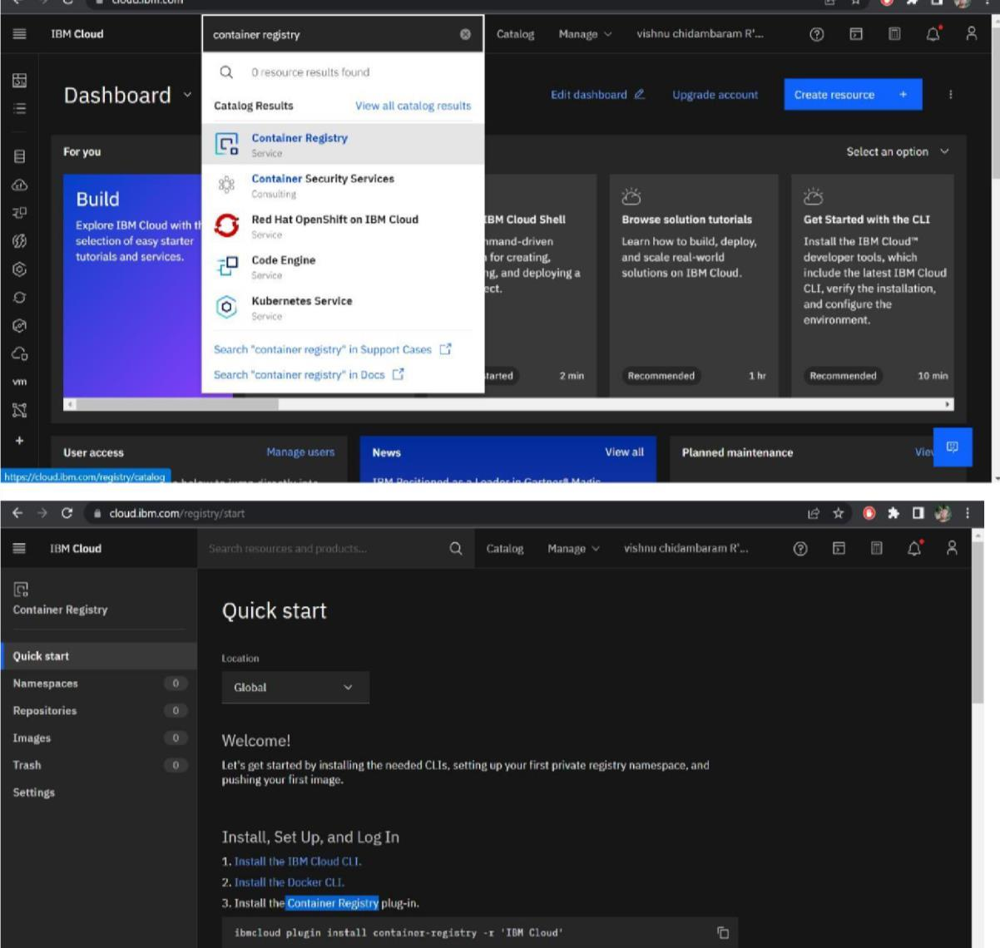 cloud.ibm.com
IBM Cloud
container registry
Catalog
Manage
vishnu chidambaram R'...
0 resource results found
Dashboard
Edit dashboard
Upgrade account
Create resource +
Catalog Results
View all catalog results
Container Registry
Service
For you
Select an option
Container Security Services
Consulting
Build
Explore IBM Cloud with th
selection of easy starter
tutorials and services.
Red Hat OpenShift on IBM Cloud
Service
Code Engine
Service
Kubernetes Service
Service
Search "container registry" in Support Cases
Search "container registry" in Docs
IBM Cloud Shell
mmand-driven
for creating,
ng, and deploying a
ect.
tarted
2 min
Browse solution tutorials
Learn how to build, deploy,
and scale real-world
solutions on IBM Cloud.
Recommended
1 hr
Get Started with the CLI
Install the IBM Cloud™
developer tools, which
include the latest IBM Cloud
CLI, verify the installation,
and configure the
environment.
Recommended
10 min
vm
User access
Manage users
News
View all
Planned maintenance
Vie
https://cloud.ibm.com/registry/catalog
below to jump directly into
IBM Positioned as a Leader in Gartner® Magic
cloud.ibm.com/registry/start
IBM Cloud
Search resources and products...
Catalog
Manage
vishnu chidambaram R'...
Container Registry
Quick start
Namespaces 0
Repositories 0
Images 0
Trash 0
Settings
Quick start
Location
Global
Welcome!
Let's get started by installing the needed CLIs, setting up your first private registry namespace, and
pushing your first image.
Install, Set Up, and Log In
1. Install the IBM Cloud CLI.
2. Install the Docker CLI.
3. Install the Container Registry plug-in.
ibmcloud plugin install container-registry -r 'IBM Cloud'